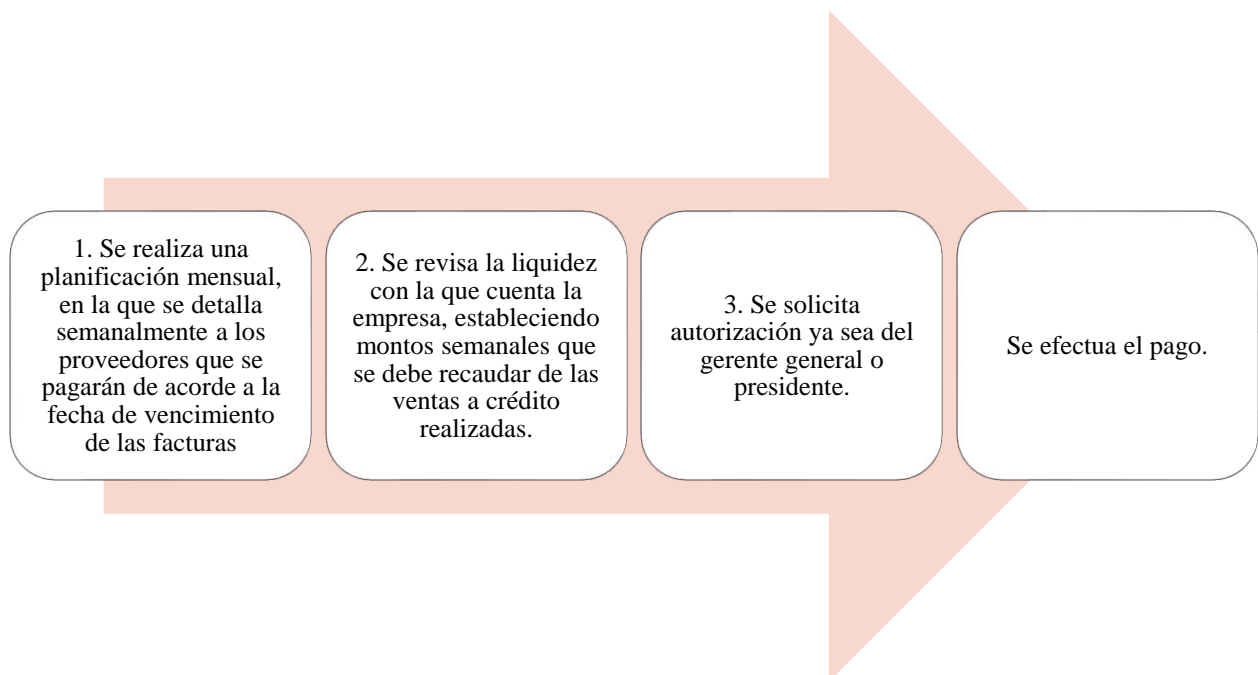 1. Se realiza una
planificación mensual,
en la que se detalla
semanalmente a los
proveedores que se
pagarán de acorde a la
fecha de vencimiento
de las facturas
2. Se revisa la liquidez
con la que cuenta la
empresa, estableciendo
montos semanales que
se debe recaudar de las
ventas a crédito
realizadas.
3. Se solicita
autorización ya sea del
gerente general o
presidente.
Se efectua el pago.